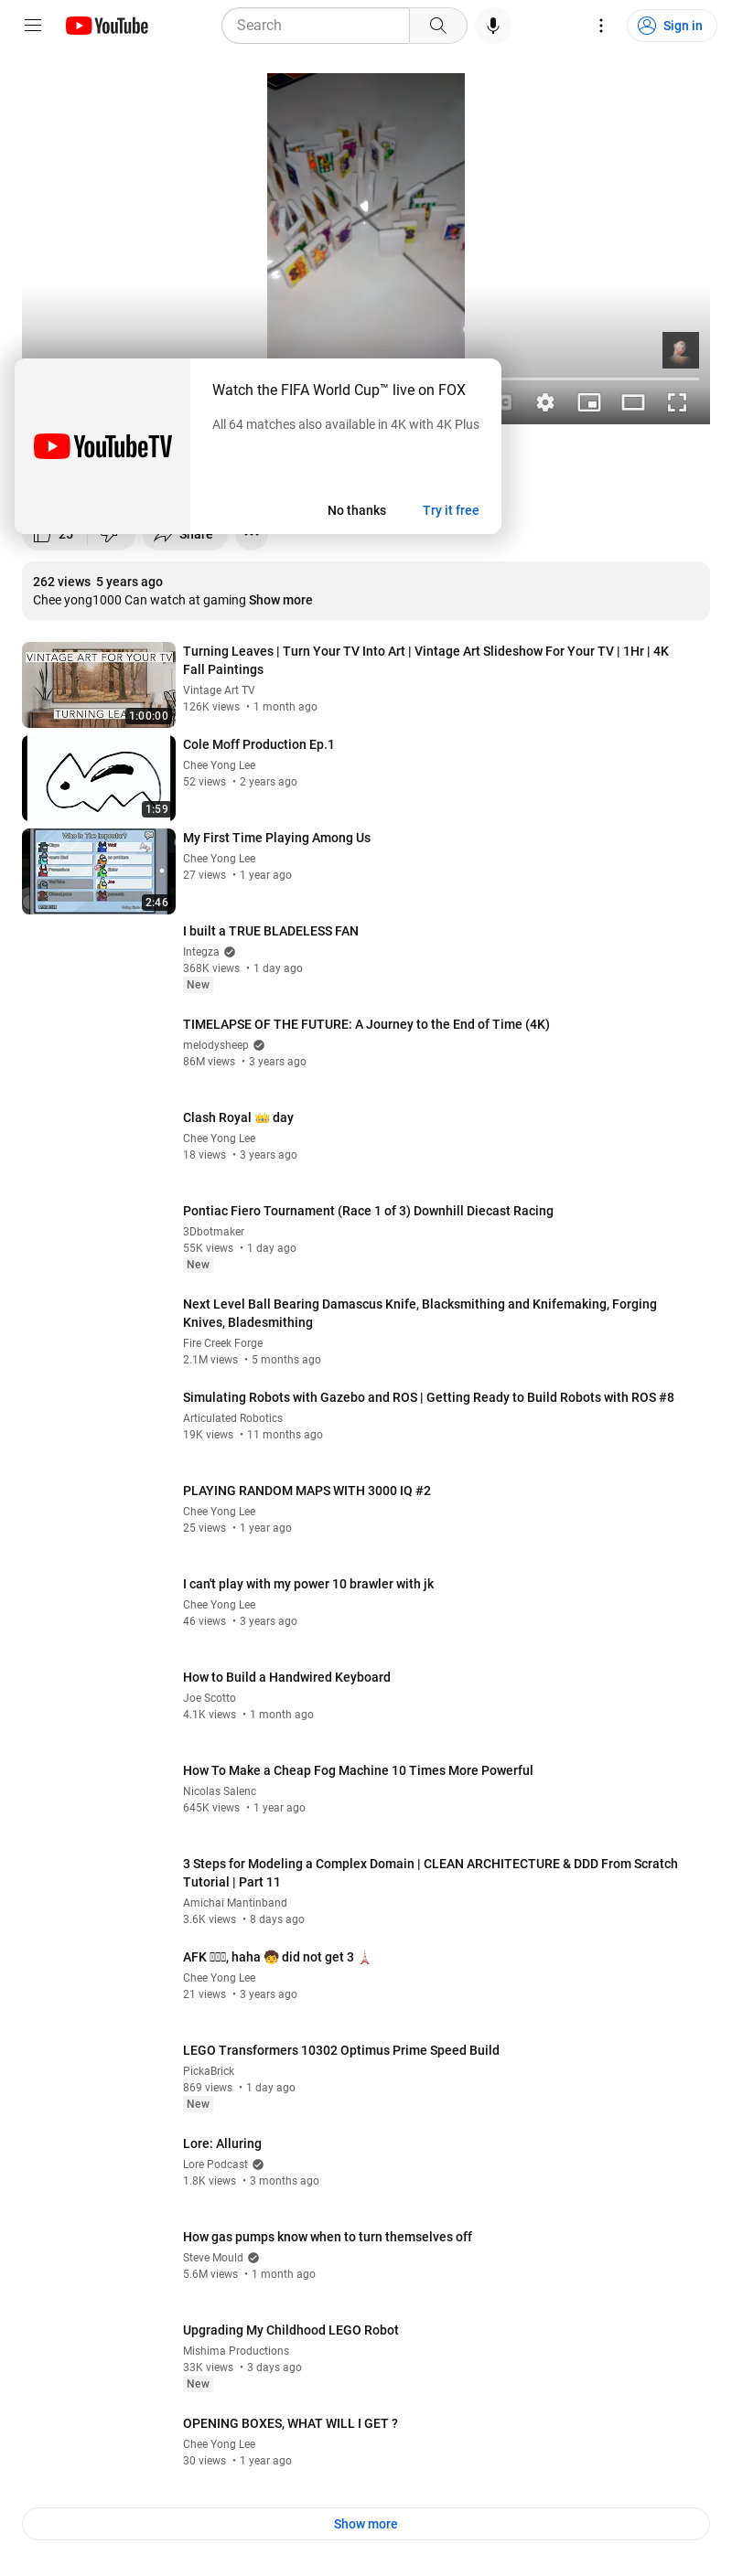 YouTube
Search
Sign in
Watch the FIFA World Cup™ live on FOX
All 64 matches also available in 4K with 4K Plus
YouTubeTV
No thanks
Try it free
25
Share
262 views 5 years ago
Chee yong1000 Can watch at gaming Show more
VINTAGE ART FOR YOUR TV
1:00:00
Turning Leaves | Turn Your TV Into Art | Vintage Art Slideshow For Your TV | 1Hr | 4K
Fall Paintings
Vintage Art TV
126K views • 1 month ago
1:59
Cole Moff Production Ep.1
Chee Yong Lee
52 views • 2 years ago
Who Is The Impostor?
2:46
My First Time Playing Among Us
Chee Yong Lee
27 views • 1 year ago
I built a TRUE BLADELESS FAN
Integza
368K views • 1 day ago
New
TIMELAPSE OF THE FUTURE: A Journey to the End of Time (4K)
melodysheep
86M views • 3 years ago
Clash Royal 👑 day
Chee Yong Lee
18 views • 3 years ago
Pontiac Fiero Tournament (Race 1 of 3) Downhill Diecast Racing
3Dbotmaker
55K views • 1 day ago
New
Next Level Ball Bearing Damascus Knife, Blacksmithing and Knifemaking, Forging
Knives, Bladesmithing
Fire Creek Forge
2.1M views • 5 months ago
Simulating Robots with Gazebo and ROS | Getting Ready to Build Robots with ROS #8
Articulated Robotics
19K views • 11 months ago
PLAYING RANDOM MAPS WITH 3000 IQ #2
Chee Yong Lee
25 views • 1 year ago
I can't play with my power 10 brawler with jk
Chee Yong Lee
46 views • 3 years ago
How to Build a Handwired Keyboard
Joe Scotto
4.1K views • 1 month ago
How To Make a Cheap Fog Machine 10 Times More Powerful
Nicolas Salenc
645K views • 1 year ago
3 Steps for Modeling a Complex Domain | CLEAN ARCHITECTURE & DDD From Scratch
Tutorial | Part 11
Amichai Mantinband
3.6K views • 8 days ago
AFK , haha 🧒 did not get 3 🗼
Chee Yong Lee
21 views • 3 years ago
LEGO Transformers 10302 Optimus Prime Speed Build
PickaBrick
869 views • 1 day ago
New
Lore: Alluring
Lore Podcast
1.8K views • 3 months ago
How gas pumps know when to turn themselves off
Steve Mould
5.6M views • 1 month ago
Upgrading My Childhood LEGO Robot
Mishima Productions
33K views • 3 days ago
New
OPENING BOXES, WHAT WILL I GET ?
Chee Yong Lee
30 views • 1 year ago
Show more